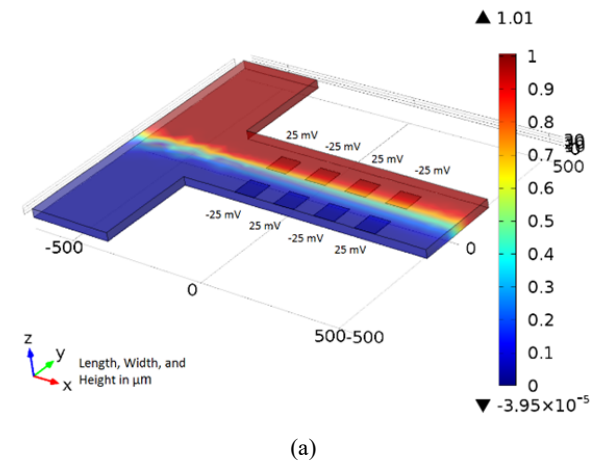 ▲ 1.01
1
0.9
0.8
0.7
0.6
0.5
0.4
0.3
0.2
0.1
0
▼ -3.95×10⁻⁵
500
0
25 mV
-25 mV
25 mV
-25 mV
-25 mV
25 mV
-25 mV
25 mV
-500
0
500
-500
z
y
x
Length, Width, and
Height in μm
(a)